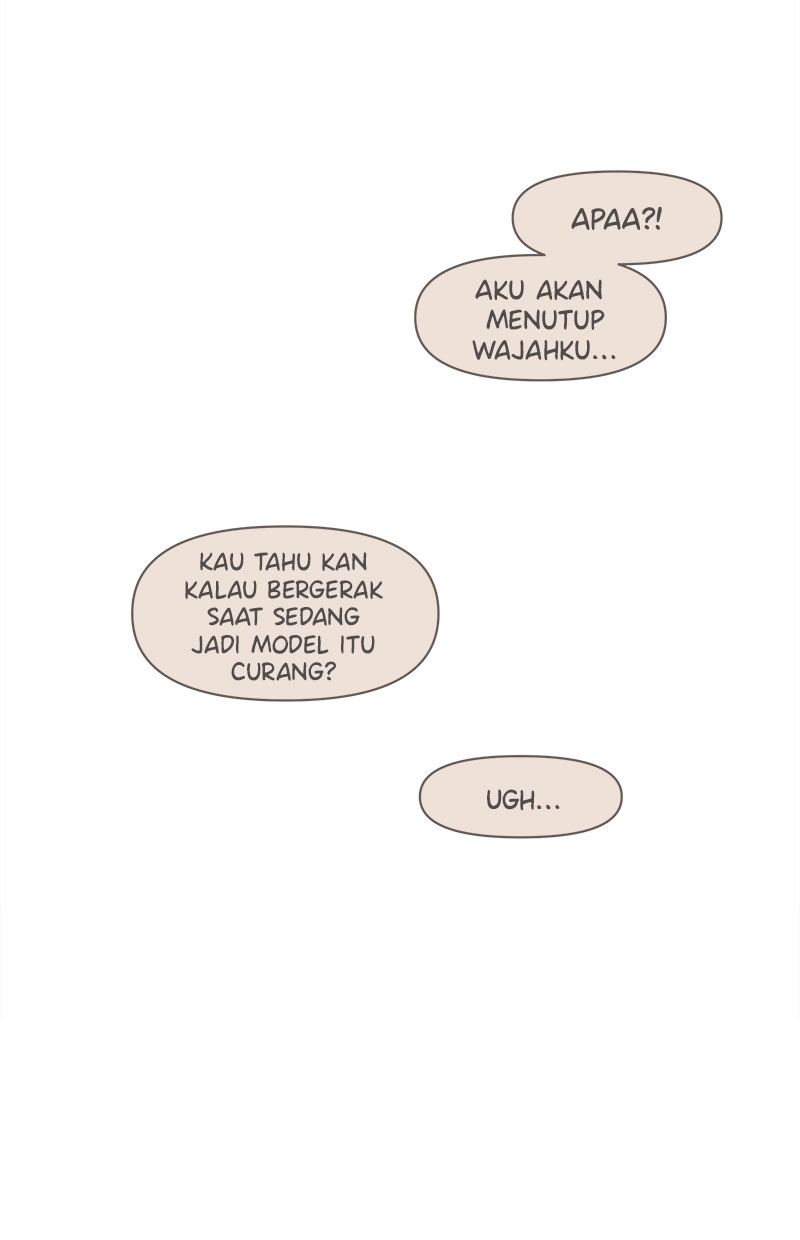 APAA?!
AKU AKAN
MENUTUP
WAJAHKU...
KAU TAHU KAN
KALAU BERGERAK
SAAT SEDANG
JADI MODEL ITU
CURANG?
UGH...